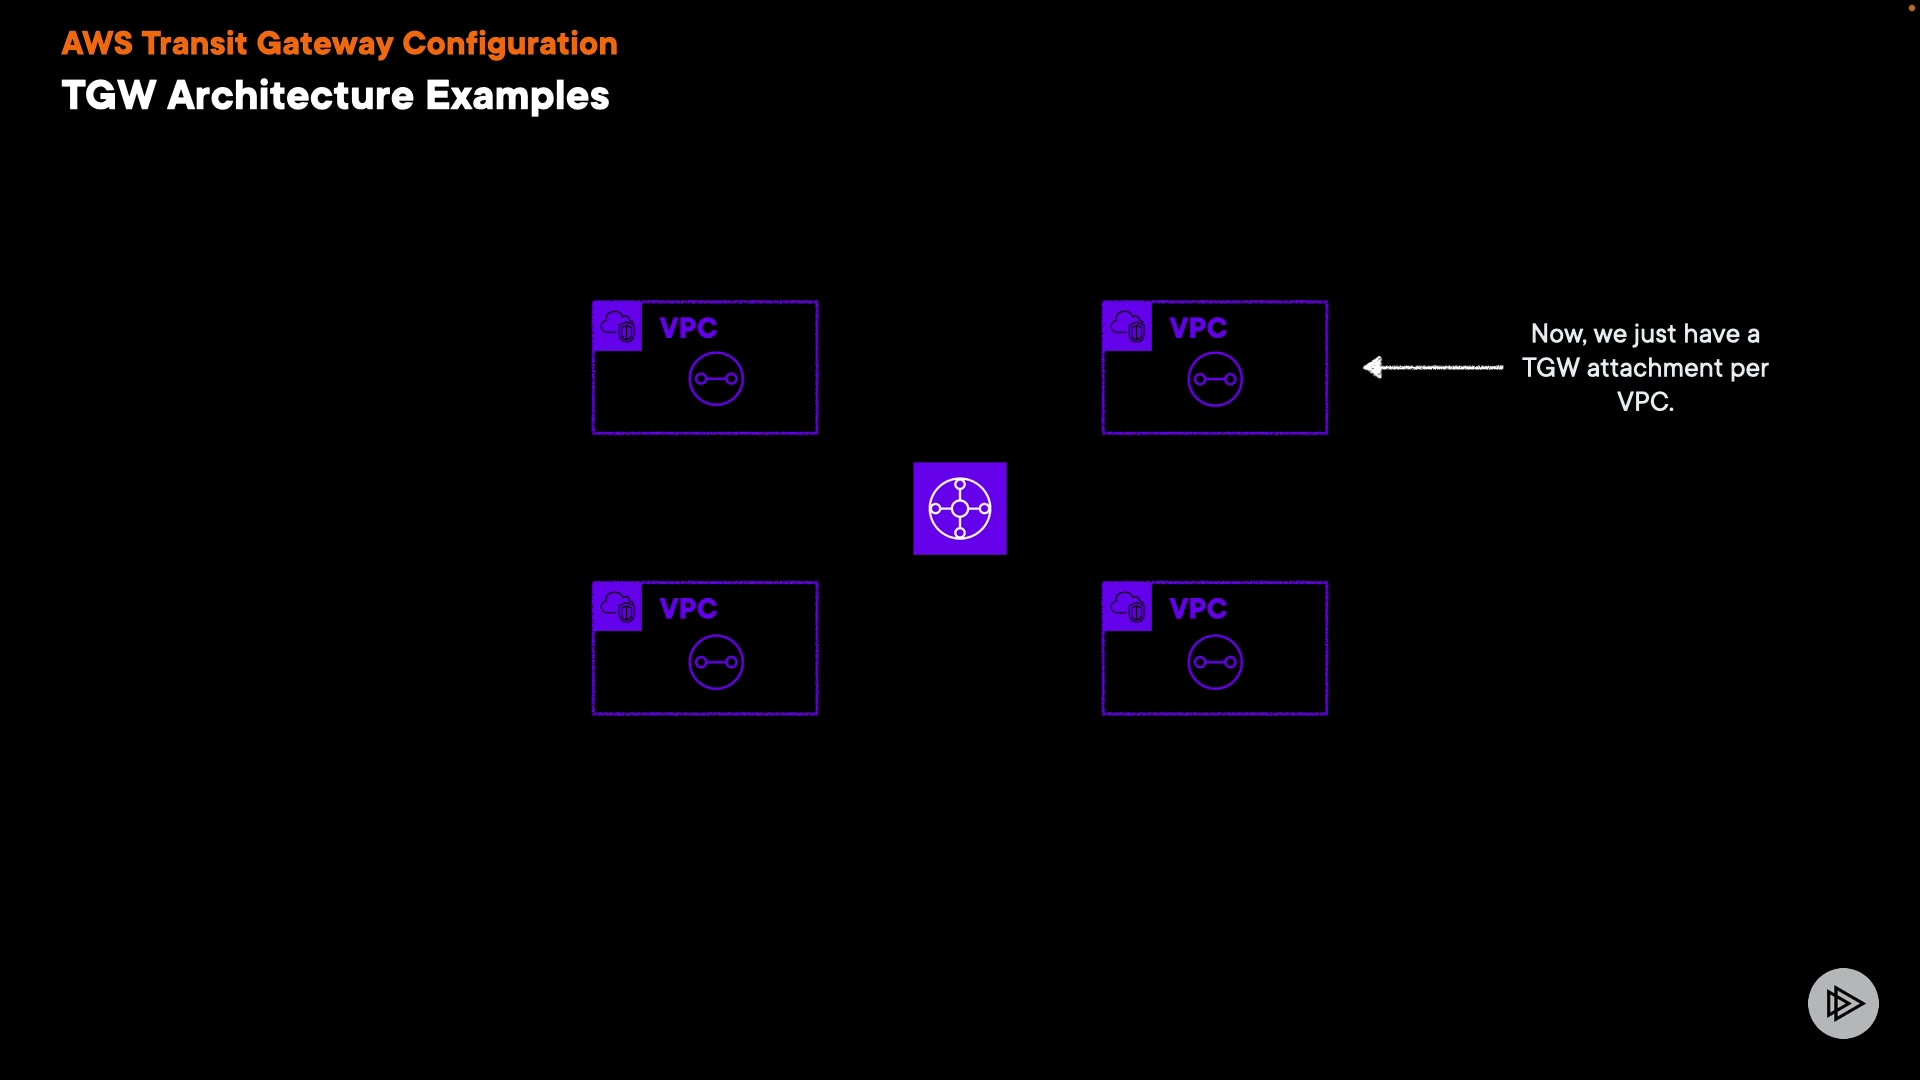 AWS Transit Gateway Configuration
TGW Architecture Examples
VPC
VPC
Now, we just have a
TGW attachment per
VPC.
VPC
VPC